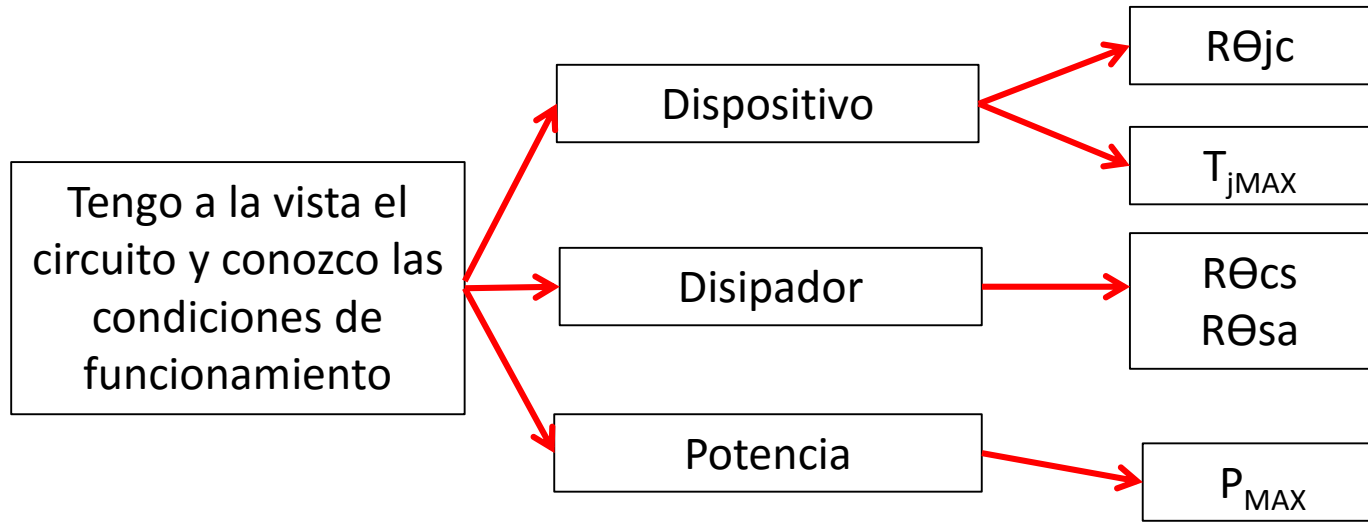 Tengo a la vista el
circuito y conozco las
condiciones de
funcionamiento
Dispositivo
RΘjc
TjMAX
Disipador
RΘcs
RΘsa
Potencia
PMAX